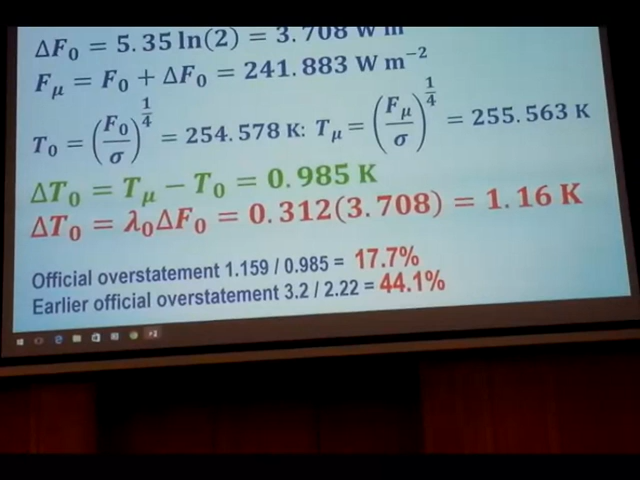 ΔF₀ = 5.35 ln(2) = 3.708 W m
F_μ = F₀ + ΔF₀ = 241.883 W m⁻²
T₀ = (F₀/σ)^(1/4) = 254.578 K: T_μ = (F_μ/σ)^(1/4) = 255.563 K
ΔT₀ = T_μ − T₀ = 0.985 K
ΔT₀ = λ₀ΔF₀ = 0.312(3.708) = 1.16 K
Official overstatement 1.159 / 0.985 = 17.7%
Earlier official overstatement 3.2 / 2.22 = 44.1%